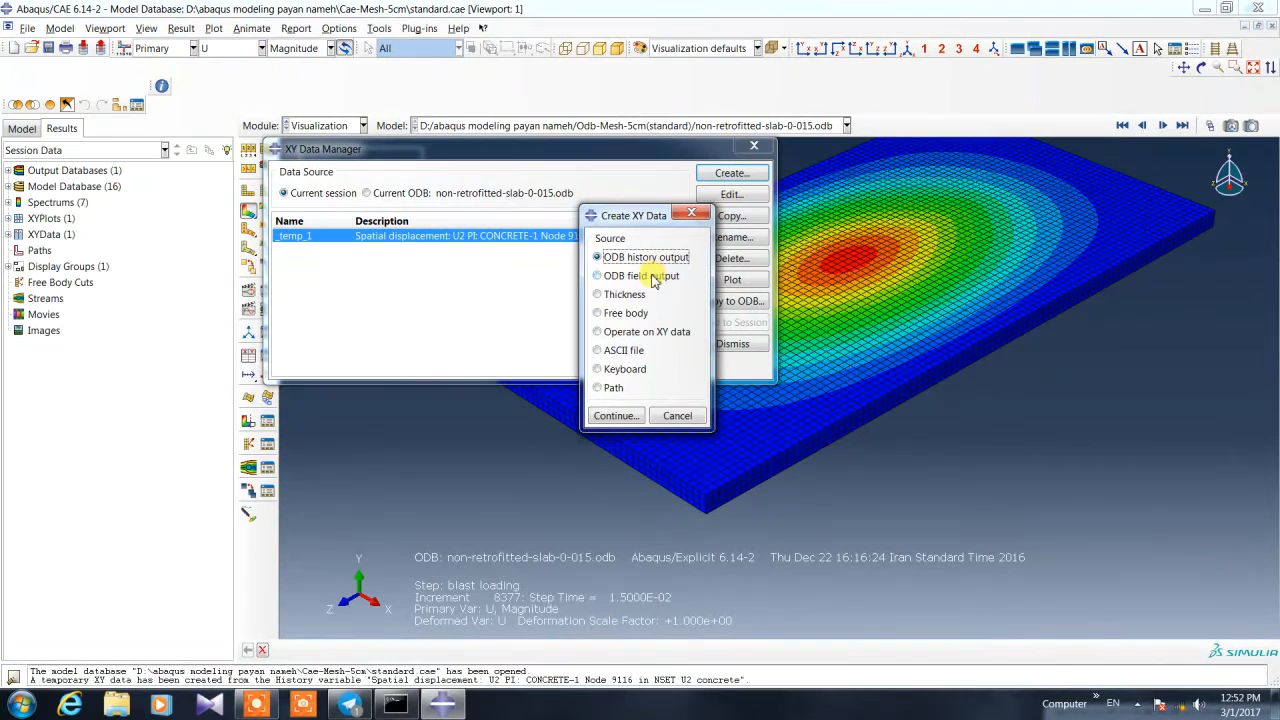 Abaqus/CAE 6.14-2 - Model Database: D:\abaqus modeling payan nameh\Cae-Mesh-5cm\standard.cae [Viewport: 1]
File Model Viewport View Result Plot Animate Report Options Tools Plug-ins Help
Primary U Magnitude All Visualization defaults 1 2 3 4
Model Results Module: Visualization Model: D:/abaqus modeling payan nameh/Odb-Mesh-5cm(standard)/non-retrofitted-slab-0-015.odb
Session Data
Output Databases (1)
Model Database (16)
Spectrums (7)
XYPlots (1)
XYData (1)
Paths
Display Groups (1)
Free Body Cuts
Streams
Movies
Images
XY Data Manager
Data Source
Current session Current ODB: non-retrofitted-slab-0-015.odb
Name Description
_temp_1 Spatial displacement: U2 PI: CONCRETE-1 Node 91
Create...
Edit...
Copy...
ename...
Delete...
Plot
y to ODB...
to Session
Dismiss
Create XY Data
Source
ODB history output
ODB field output
Thickness
Free body
Operate on XY data
ASCII file
Keyboard
Path
Continue... Cancel
Y
Z X
ODB: non-retrofitted-slab-0-015.odb Abaqus/Explicit 6.14-2 Thu Dec 22 16:16:24 Iran Standard Time 2016
Step: blast loading
Increment 8377: Step Time = 1.5000E-02
Primary Var: U, Magnitude
Deformed Var: U Deformation Scale Factor: +1.000e+00
SIMULIA
The model database "D:\abaqus modeling payan nameh\Cae-Mesh-5cm\standard.cae" has been opened.
A temporary XY data has been created from the History variable "Spatial displacement: U2 PI: CONCRETE-1 Node 9116 in NSET U2 concrete".
Computer » EN 12:52 PM
3/1/2017